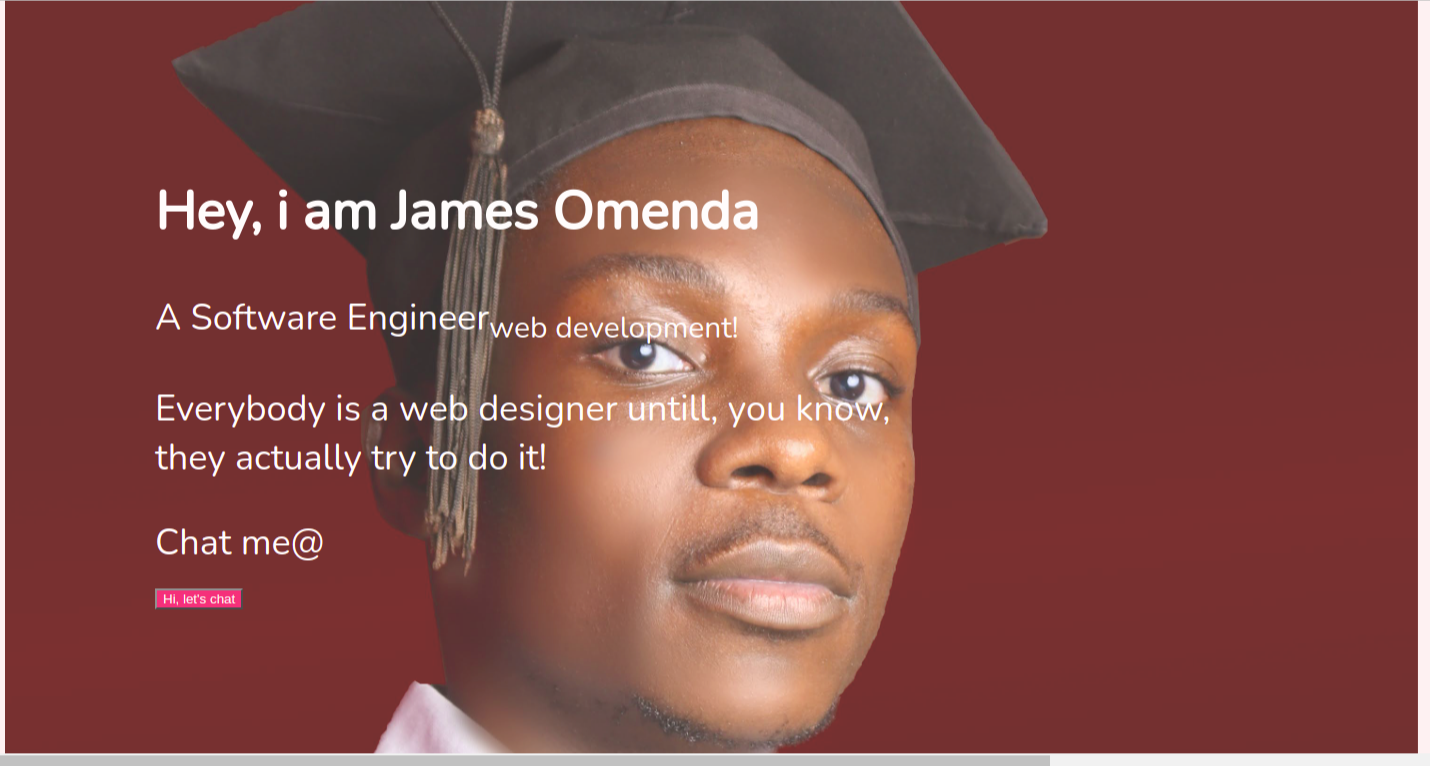 Hey, i am James Omenda
A Software Engineer web development!
Everybody is a web designer untill, you know,
they actually try to do it!
Chat me@
Hi, let's chat